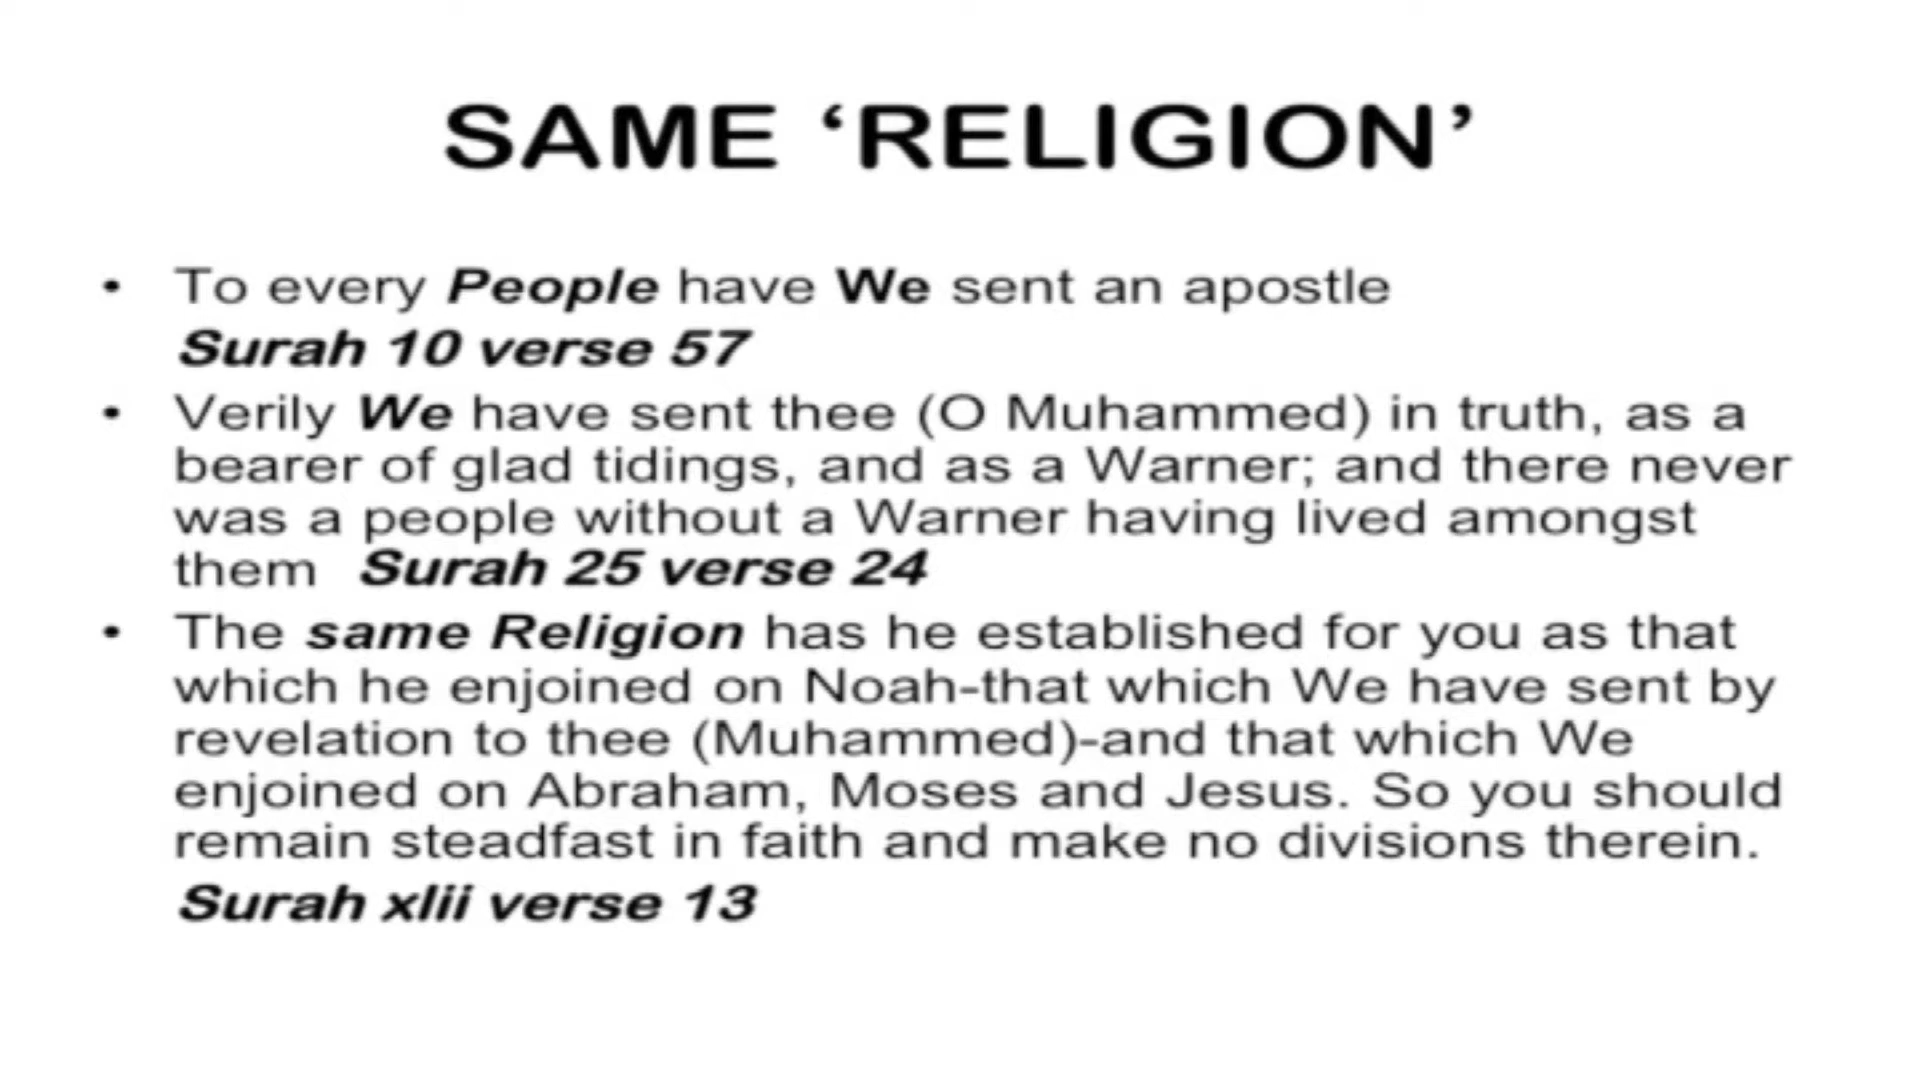 SAME ‘RELIGION’
• To every People have We sent an apostle
Surah 10 verse 57
• Verily We have sent thee (O Muhammed) in truth, as a
bearer of glad tidings, and as a Warner; and there never
was a people without a Warner having lived amongst
them Surah 25 verse 24
• The same Religion has he established for you as that
which he enjoined on Noah-that which We have sent by
revelation to thee (Muhammed)-and that which We
enjoined on Abraham, Moses and Jesus. So you should
remain steadfast in faith and make no divisions therein.
Surah xlii verse 13